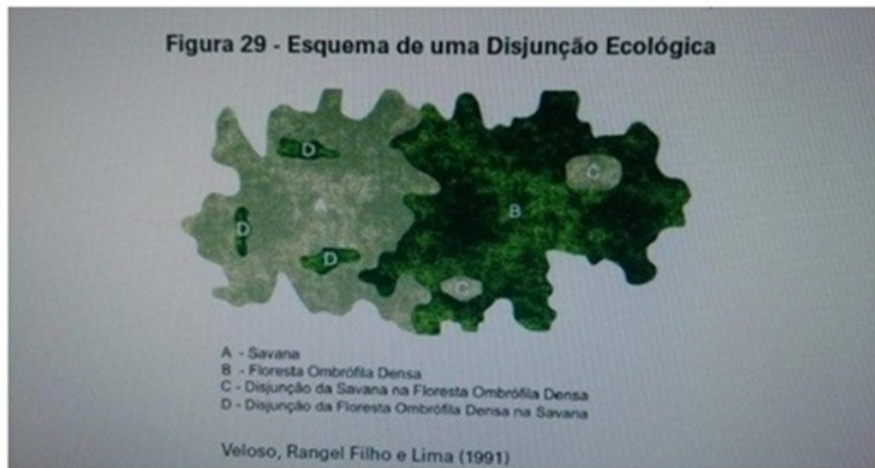 Figura 29 - Esquema de uma Disjunção Ecológica
D
C
A
B
D
D
C
A - Savana
B - Floresta Ombrófila Densa
C - Disjunção da Savana na Floresta Ombrófila Densa
D - Disjunção da Floresta Ombrófila Densa na Savana
Veloso, Rangel Filho e Lima (1991)